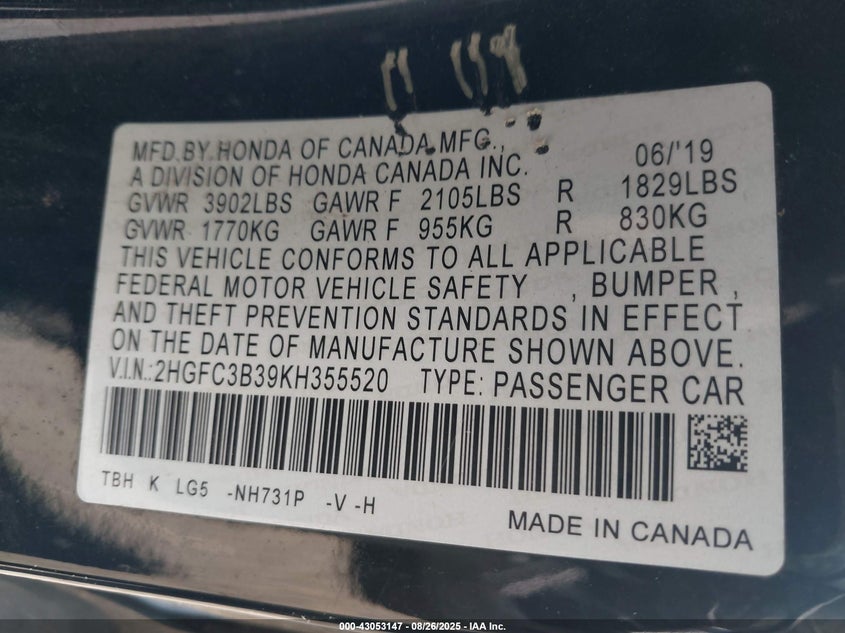 MFD.BY.HONDA OF CANADA MFG.,
A DIVISION OF HONDA CANADA INC. 06/'19
GVWR 3902LBS GAWR F 2105LBS R 1829LBS
GVWR 1770KG GAWR F 955KG R 830KG
THIS VEHICLE CONFORMS TO ALL APPLICABLE
FEDERAL MOTOR VEHICLE SAFETY , BUMPER ,
AND THEFT PREVENTION STANDARDS IN EFFECT
ON THE DATE OF MANUFACTURE SHOWN ABOVE.
V.I.N.:2HGFC3B39KH355520 TYPE: PASSENGER CAR
TBH K LG5 -NH731P -V -H
MADE IN CANADA
000-43053147 - 08/26/2025 - IAA Inc.